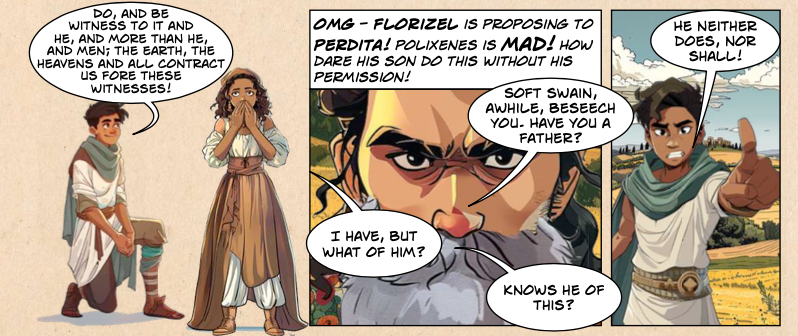 DO, AND BE
WITNESS TO IT AND
HE, AND MORE THAN HE,
AND MEN; THE EARTH, THE
HEAVENS AND ALL CONTRACT
US FORE THESE
WITNESSES!
OMG – FLORIZEL IS PROPOSING TO
PERDITA! POLIXENES IS MAD! HOW
DARE HIS SON DO THIS WITHOUT HIS
PERMISSION!
SOFT SWAIN,
AWHILE, BESEECH
YOU. HAVE YOU A
FATHER?
I HAVE, BUT
WHAT OF HIM?
KNOWS HE OF
THIS?
HE NEITHER
DOES, NOR
SHALL!